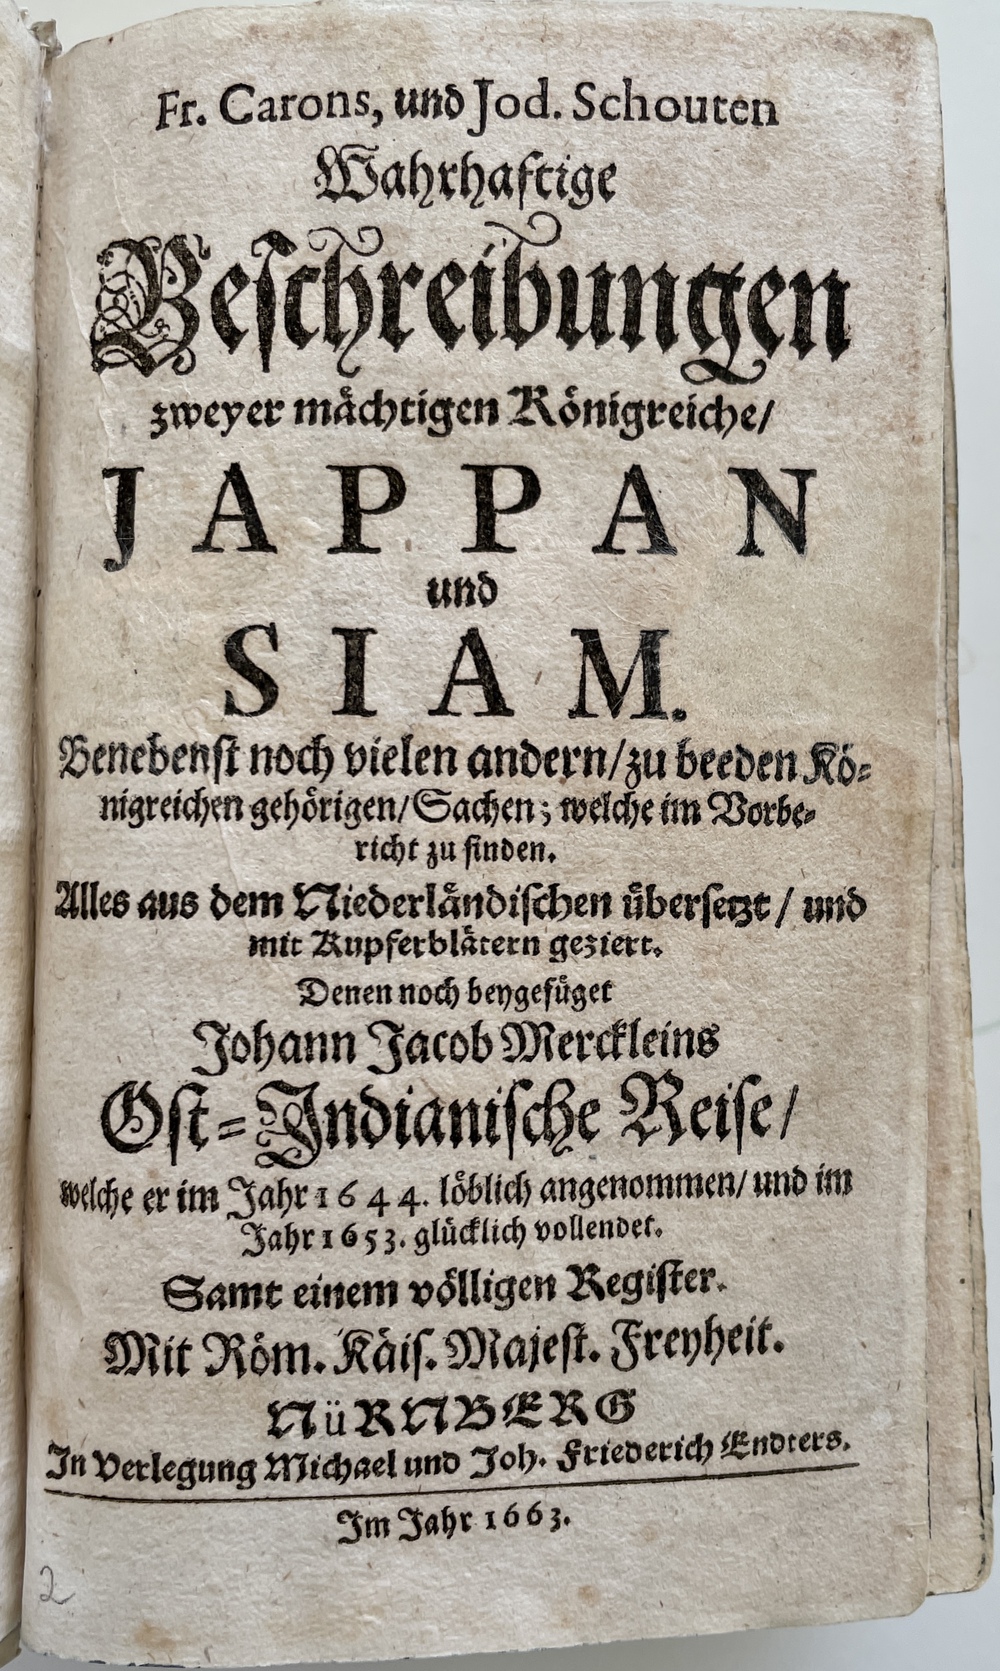 Fr. Carons, und Jod. Schouten
Wahrhaftige
Beschreibungen
zweyer mächtigen Königreiche/
JAPPAN
und
SIAM.
Benebenst noch vielen andern/zu beeden Kö-
nigreichen gehörigen/Sachen; welche im Vorbe-
richt zu finden.
Alles aus dem Niederländischen übersetzt / und
mit Kupferblätern geziert.
Denen noch beygefüget
Johann Jacob Merckleins
Ost-Indianische Reise/
welche er im Jahr 1644. löblich angenommen/ und im
Jahr 1653. glücklich vollendet.
Samt einem völligen Register.
Mit Röm. Käis. Majest. Freyheit.
NüRNBERG
In Verlegung Michael und Joh. Friederich Endters.
Im Jahr 1663.
2